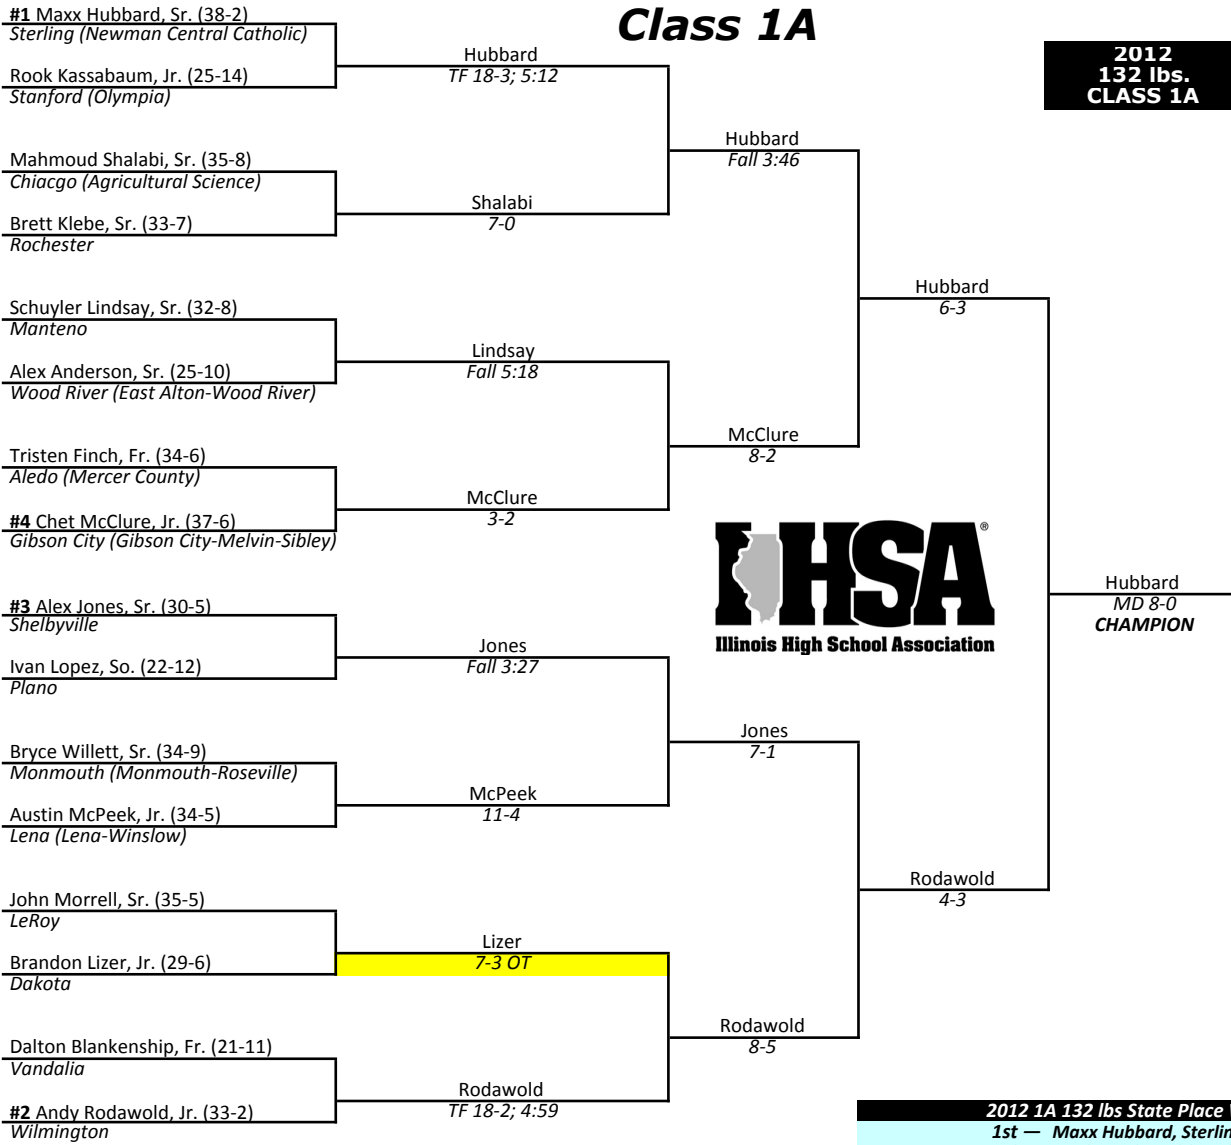 Class 1A
2012
132 lbs.
CLASS 1A
#1 Maxx Hubbard, Sr. (38-2)
Sterling (Newman Central Catholic)
Rook Kassabaum, Jr. (25-14)
Stanford (Olympia)
Mahmoud Shalabi, Sr. (35-8)
Chiacgo (Agricultural Science)
Brett Klebe, Sr. (33-7)
Rochester
Schuyler Lindsay, Sr. (32-8)
Manteno
Alex Anderson, Sr. (25-10)
Wood River (East Alton-Wood River)
Tristen Finch, Fr. (34-6)
Aledo (Mercer County)
#4 Chet McClure, Jr. (37-6)
Gibson City (Gibson City-Melvin-Sibley)
#3 Alex Jones, Sr. (30-5)
Shelbyville
Ivan Lopez, So. (22-12)
Plano
Bryce Willett, Sr. (34-9)
Monmouth (Monmouth-Roseville)
Austin McPeek, Jr. (34-5)
Lena (Lena-Winslow)
John Morrell, Sr. (35-5)
LeRoy
Brandon Lizer, Jr. (29-6)
Dakota
Dalton Blankenship, Fr. (21-11)
Vandalia
#2 Andy Rodawold, Jr. (33-2)
Wilmington
Hubbard
TF 18-3; 5:12
Shalabi
7-0
Lindsay
Fall 5:18
McClure
3-2
Jones
Fall 3:27
McPeek
11-4
Lizer
7-3 OT
Rodawold
TF 18-2; 4:59
Hubbard
Fall 3:46
McClure
8-2
Jones
7-1
Rodawold
8-5
Hubbard
6-3
Rodawold
4-3
IHSA®
Illinois High School Association
Hubbard
MD 8-0
CHAMPION
2012 1A 132 lbs State Place
1st — Maxx Hubbard, Sterlin